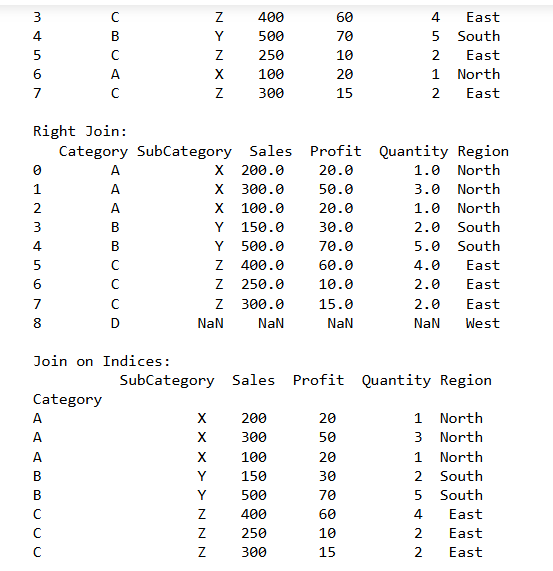 3        C           Z    400      60         4   East
4        B           Y    500      70         5  South
5        C           Z    250      10         2   East
6        A           X    100      20         1  North
7        C           Z    300      15         2   East
Right Join:
   Category SubCategory  Sales  Profit  Quantity Region
0        A           X  200.0    20.0       1.0  North
1        A           X  300.0    50.0       3.0  North
2        A           X  100.0    20.0       1.0  North
3        B           Y  150.0    30.0       2.0  South
4        B           Y  500.0    70.0       5.0  South
5        C           Z  400.0    60.0       4.0   East
6        C           Z  250.0    10.0       2.0   East
7        C           Z  300.0    15.0       2.0   East
8        D         NaN    NaN     NaN       NaN   West
Join on Indices:
          SubCategory  Sales  Profit  Quantity Region
Category
A                   X    200      20         1  North
A                   X    300      50         3  North
A                   X    100      20         1  North
B                   Y    150      30         2  South
B                   Y    500      70         5  South
C                   Z    400      60         4   East
C                   Z    250      10         2   East
C                   Z    300      15         2   East